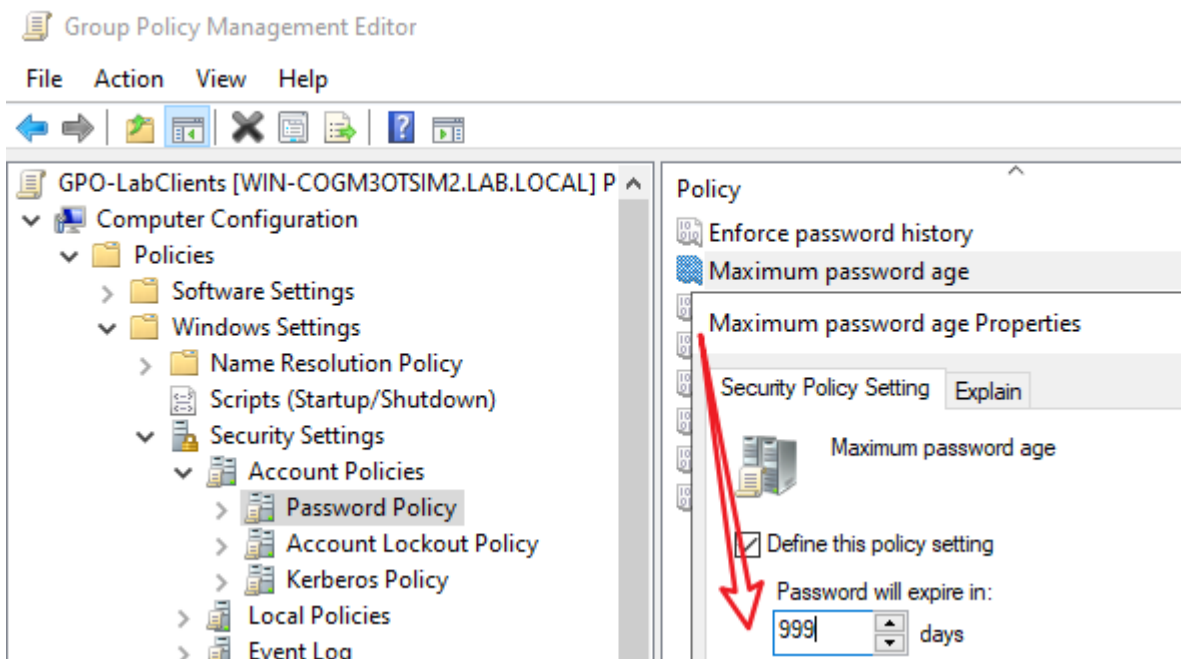 Group Policy Management Editor
File Action View Help
GPO-LabClients [WIN-COGM3OTSIM2.LAB.LOCAL] P
Computer Configuration
Policies
Software Settings
Windows Settings
Name Resolution Policy
Scripts (Startup/Shutdown)
Security Settings
Account Policies
Password Policy
Account Lockout Policy
Kerberos Policy
Local Policies
Event Log
Policy
Enforce password history
Maximum password age
Maximum password age Properties
Security Policy Setting Explain
Maximum password age
Define this policy setting
Password will expire in:
999 days